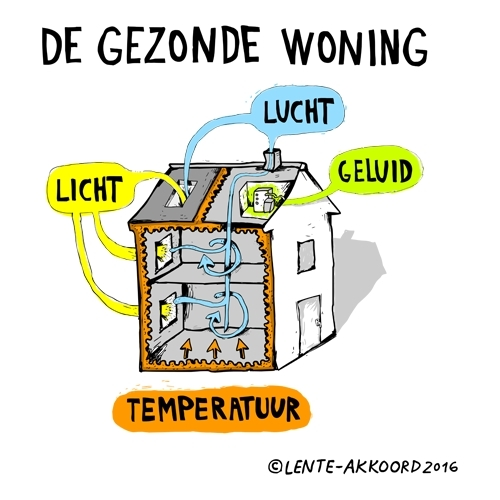 DE GEZONDE WONING
LUCHT
GELUID
LICHT
TEMPERATUUR
©LENTE-AKKOORD 2016